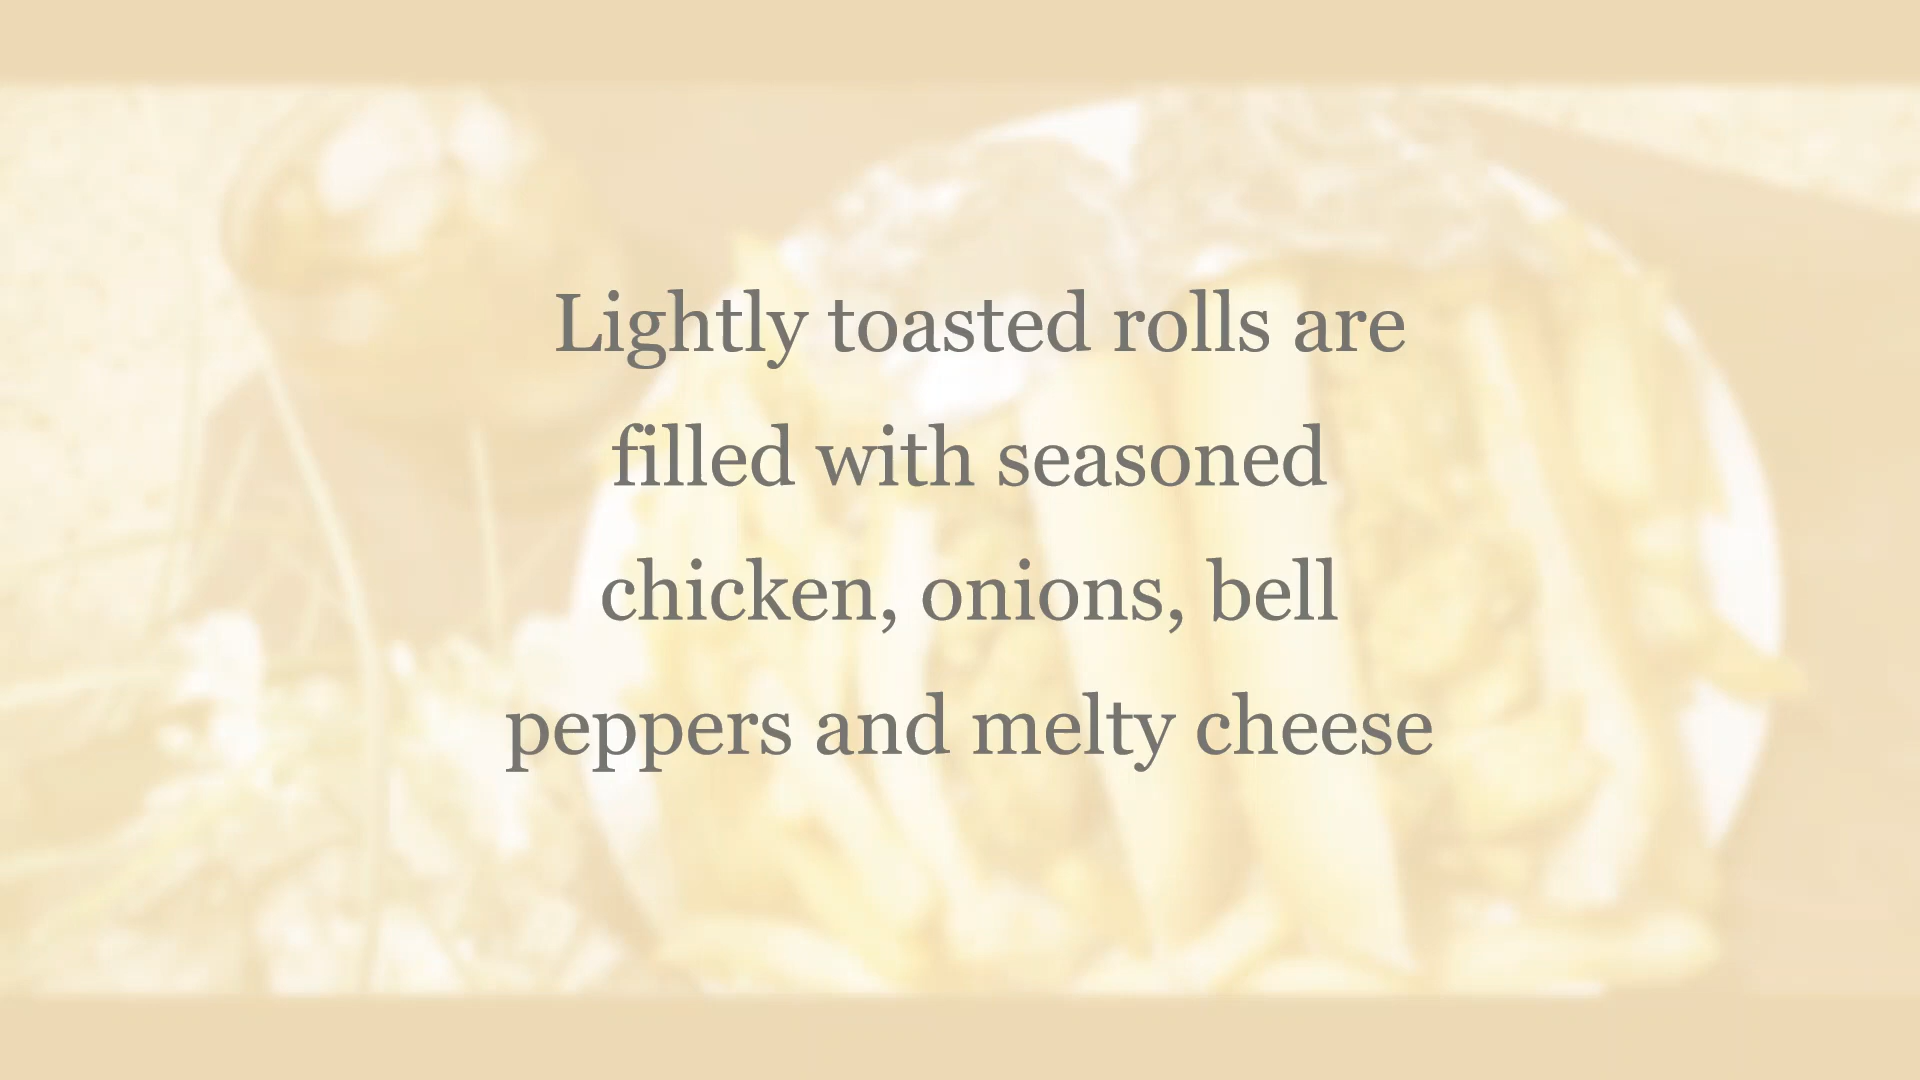 Lightly toasted rolls are
filled with seasoned
chicken, onions, bell
peppers and melty cheese